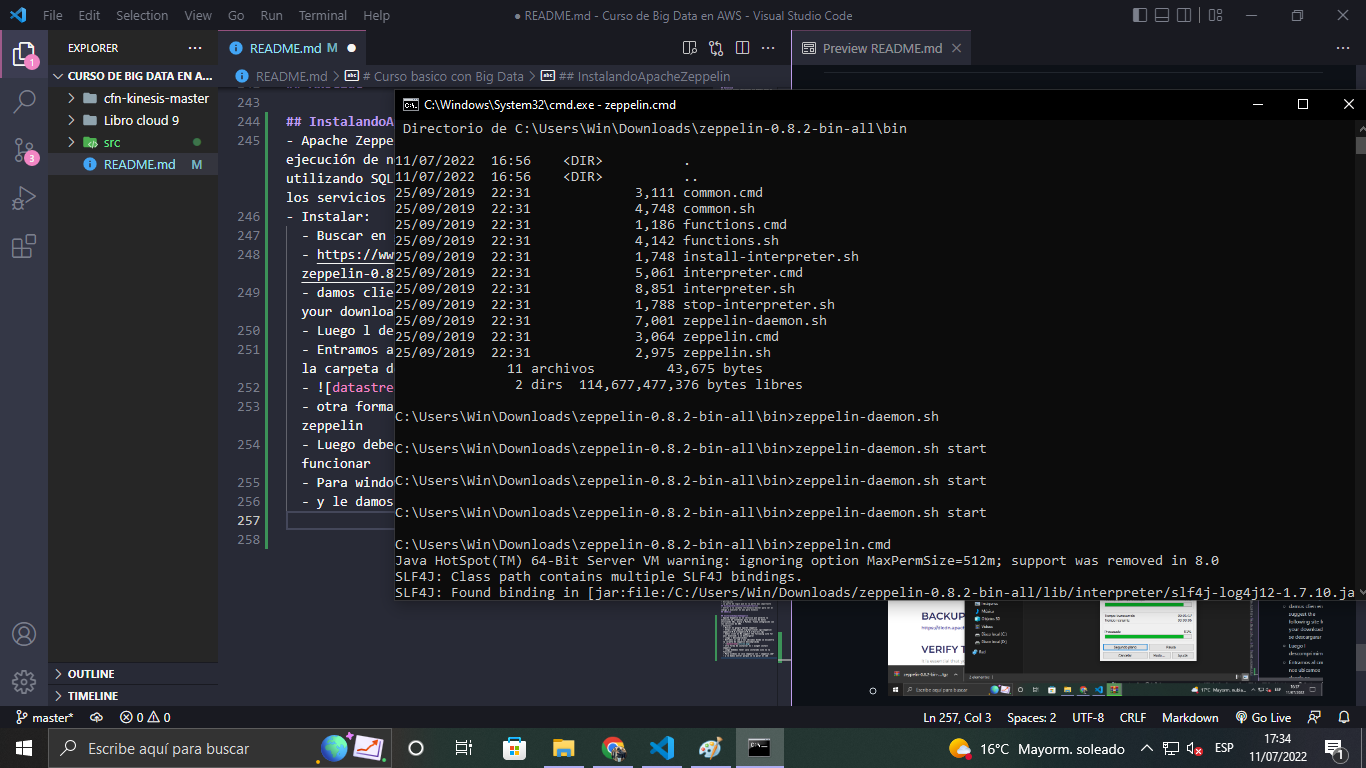 File Edit Selection View Go Run Terminal Help
● README.md - Curso de Big Data en AWS - Visual Studio Code
EXPLORER
CURSO DE BIG DATA EN A...
cfn-kinesis-master
Libro cloud 9
src
README.md M
OUTLINE
TIMELINE
README.md M
Preview README.md
README.md > # Curso basico con Big Data > ## InstalandoApacheZeppelin
243
244 ## InstalandoA
245 - Apache Zeppe
ejecución de n
utilizando SQL
los servicios
246 - Instalar:
247 - Buscar en
248 - https://ww
zeppelin-0.8
249 - damos clie
your downloa
250 - Luego l de
251 - Entramos a
la carpeta d
252 - ![datastre
253 - otra forma
zeppelin
254 - Luego debe
funcionar
255 - Para windo
256 - y le damos
257
258
C:\Windows\System32\cmd.exe - zeppelin.cmd
Directorio de C:\Users\Win\Downloads\zeppelin-0.8.2-bin-all\bin
11/07/2022 16:56 <DIR> .
11/07/2022 16:56 <DIR> ..
25/09/2019 22:31 3,111 common.cmd
25/09/2019 22:31 4,748 common.sh
25/09/2019 22:31 1,186 functions.cmd
25/09/2019 22:31 4,142 functions.sh
25/09/2019 22:31 1,748 install-interpreter.sh
25/09/2019 22:31 5,061 interpreter.cmd
25/09/2019 22:31 8,851 interpreter.sh
25/09/2019 22:31 1,788 stop-interpreter.sh
25/09/2019 22:31 7,001 zeppelin-daemon.sh
25/09/2019 22:31 3,064 zeppelin.cmd
25/09/2019 22:31 2,975 zeppelin.sh
11 archivos 43,675 bytes
2 dirs 114,677,477,376 bytes libres
C:\Users\Win\Downloads\zeppelin-0.8.2-bin-all\bin>zeppelin-daemon.sh
C:\Users\Win\Downloads\zeppelin-0.8.2-bin-all\bin>zeppelin-daemon.sh start
C:\Users\Win\Downloads\zeppelin-0.8.2-bin-all\bin>zeppelin-daemon.sh start
C:\Users\Win\Downloads\zeppelin-0.8.2-bin-all\bin>zeppelin-daemon.sh start
C:\Users\Win\Downloads\zeppelin-0.8.2-bin-all\bin>zeppelin.cmd
Java HotSpot(TM) 64-Bit Server VM warning: ignoring option MaxPermSize=512m; support was removed in 8.0
SLF4J: Class path contains multiple SLF4J bindings.
SLF4J: Found binding in [jar:file:/C:/Users/Win/Downloads/zeppelin-0.8.2-bin-all/lib/interpreter/slf4j-log4j12-1.7.10.ja
BACKUP
VERIFY T
suggest the
following site f
your download
se descargarar
Luego l
master* 0 0
Ln 257, Col 3 Spaces: 2 UTF-8 CRLF Markdown Go Live
Escribe aquí para buscar
16°C Mayorm. soleado
ESP
17:34
11/07/2022